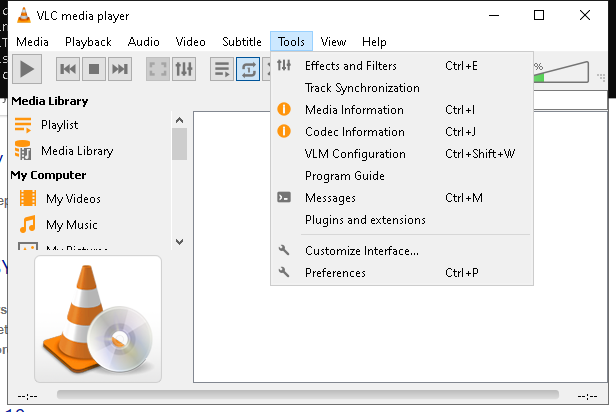 VLC media player
Media Playback Audio Video Subtitle Tools View Help
%
Media Library
Playlist
Media Library
My Computer
My Videos
My Music
My Pictures
Effects and Filters Ctrl+E
Track Synchronization
Media Information Ctrl+I
Codec Information Ctrl+J
VLM Configuration Ctrl+Shift+W
Program Guide
Messages Ctrl+M
Plugins and extensions
Customize Interface...
Preferences Ctrl+P
--:-- --:--